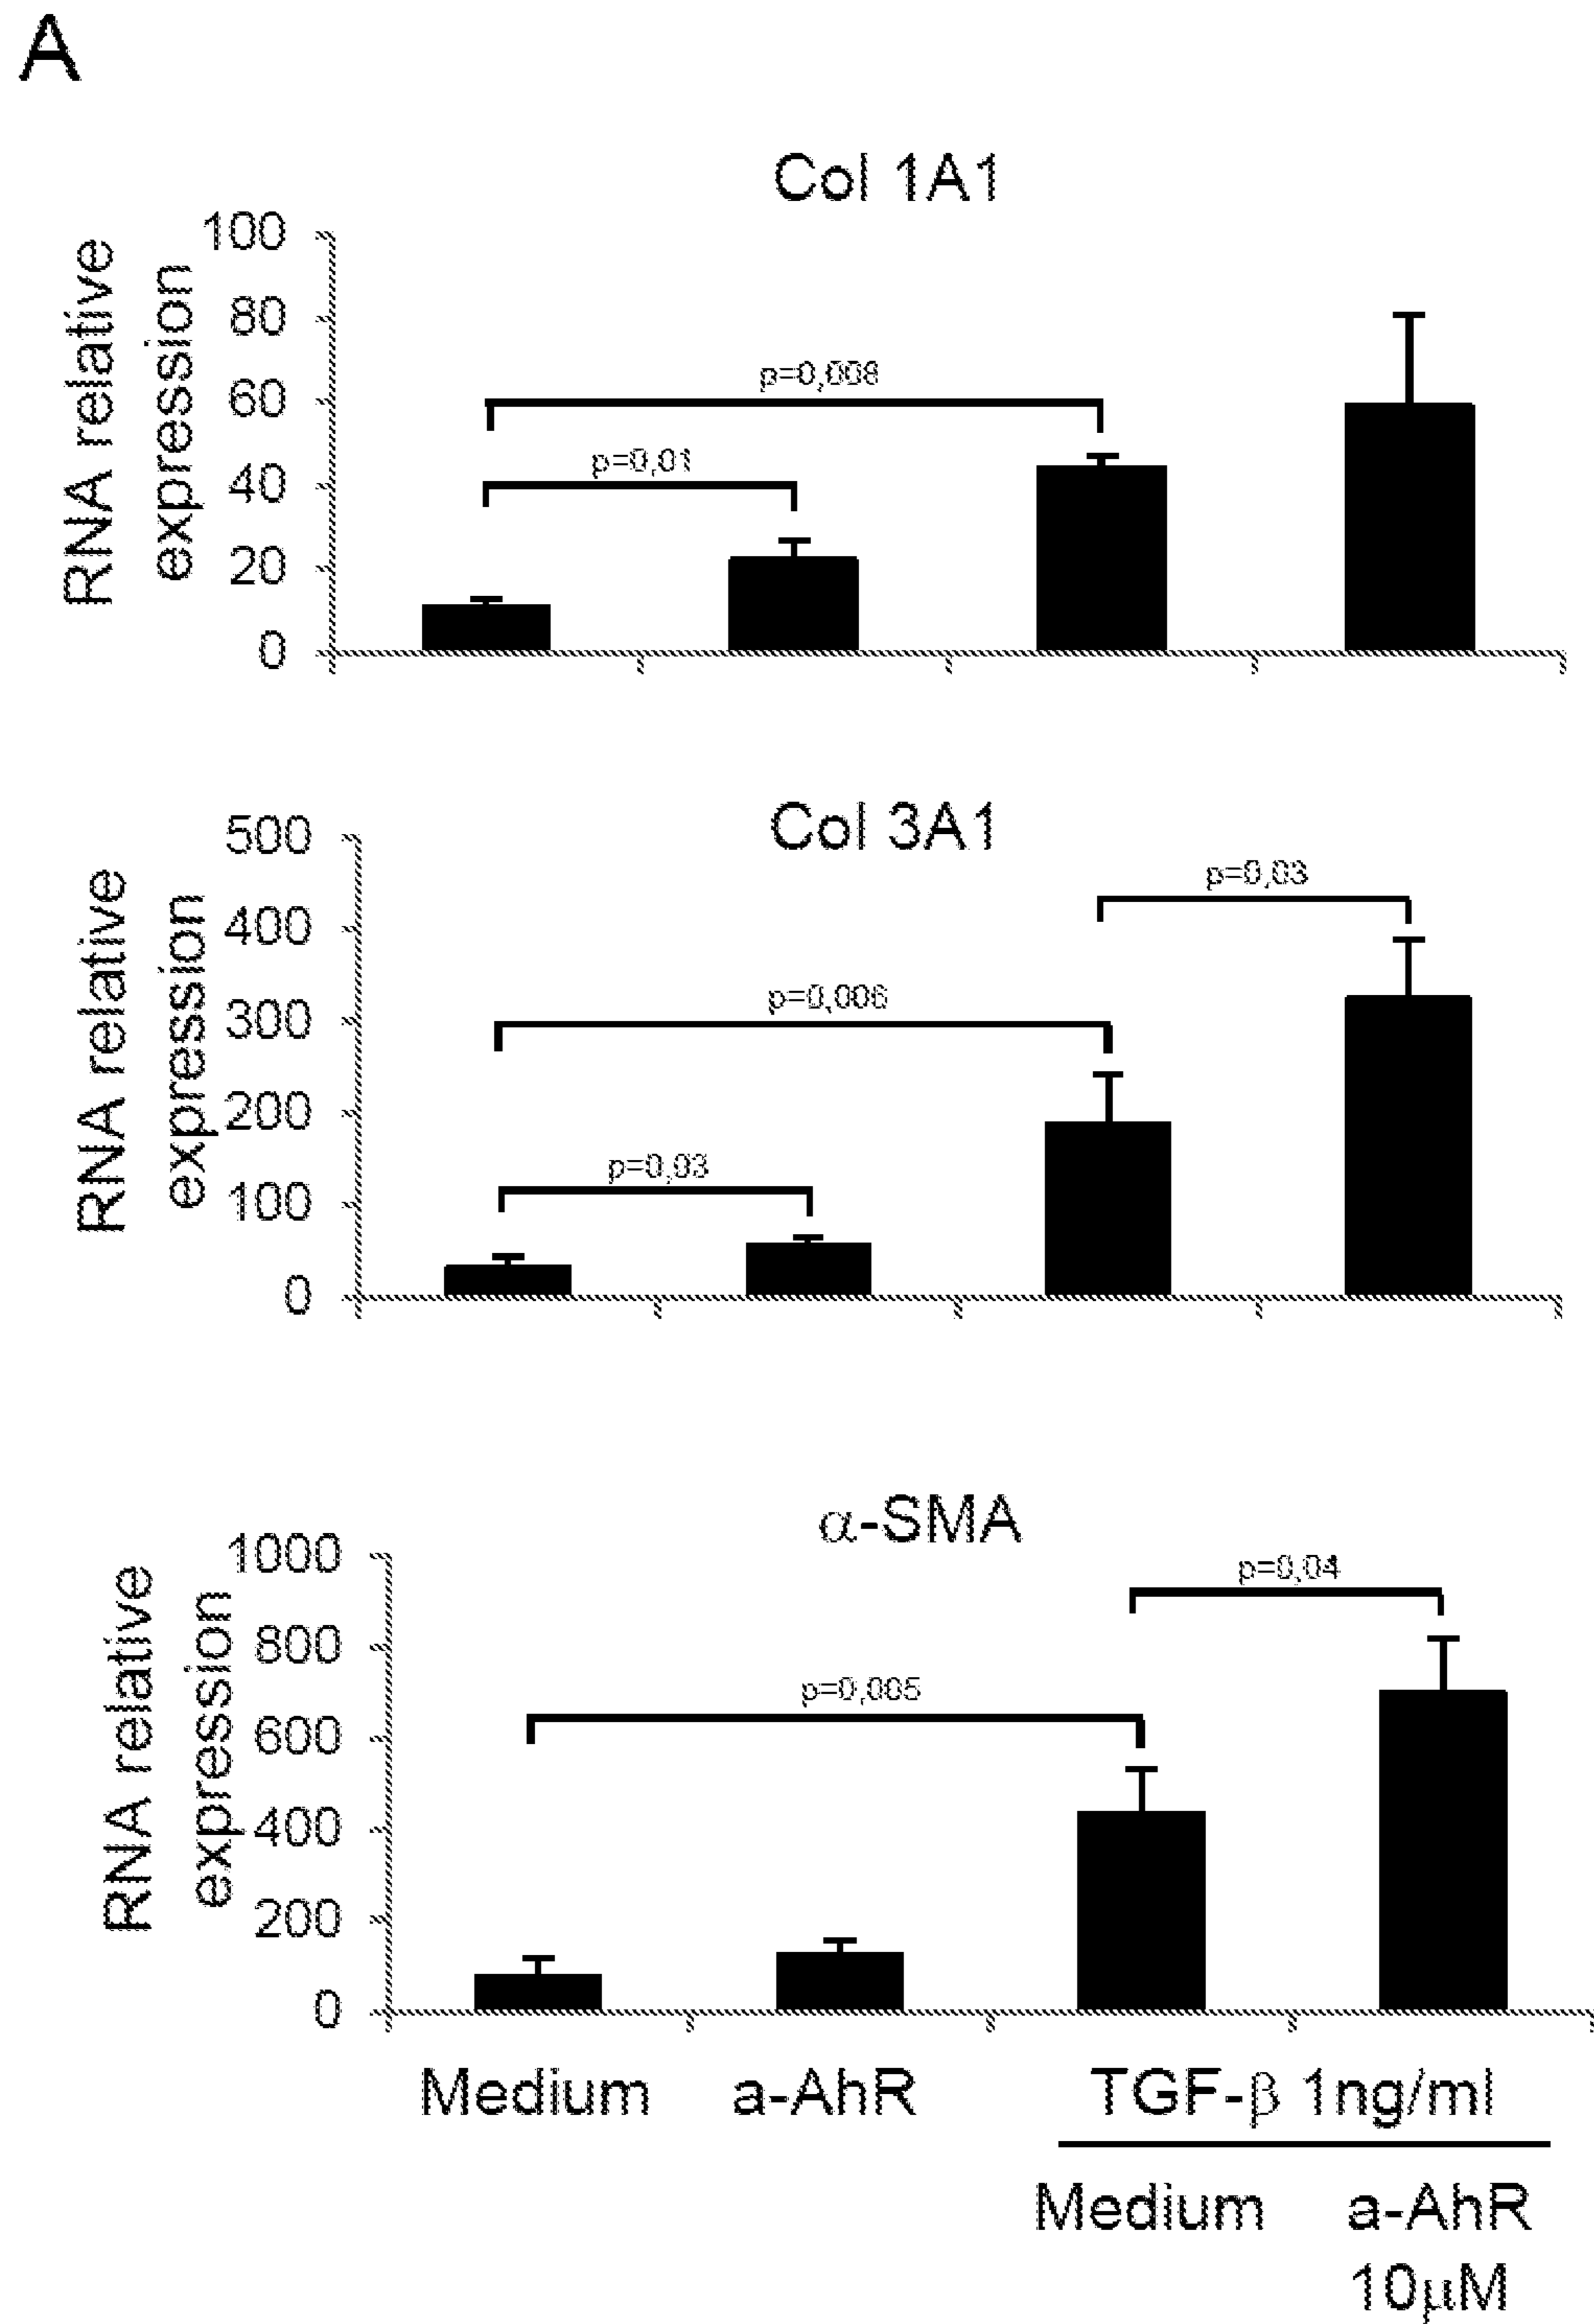 A
Col 1A1
RNA relative
expression
100
80
60
40
20
0
p=0,008
p=0,01
Col 3A1
RNA relative
expression
500
400
300
200
100
0
p=0,03
p=0,006
p=0,03
α-SMA
RNA relative
expression
1000
800
600
400
200
0
p=0,04
p=0,005
Medium a-AhR TGF-β 1ng/ml
Medium a-AhR
10µM